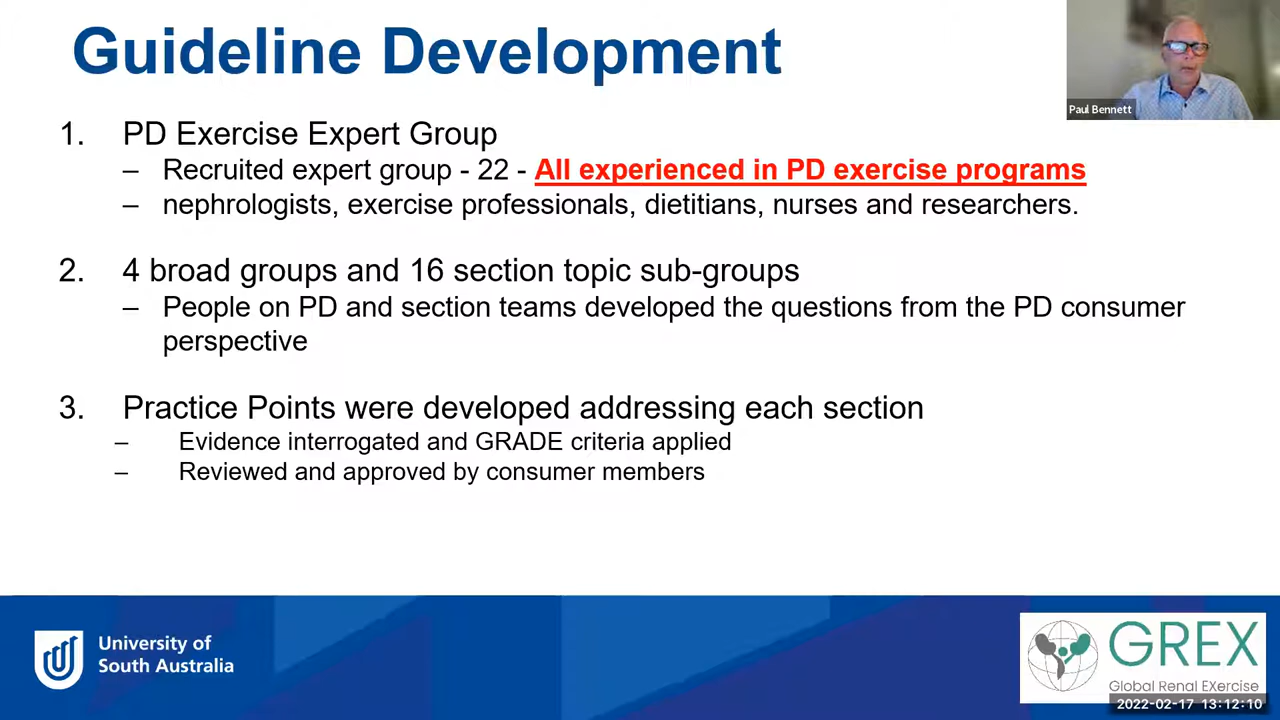 Guideline Development
Paul Bennett
1. PD Exercise Expert Group
– Recruited expert group - 22 - All experienced in PD exercise programs
– nephrologists, exercise professionals, dietitians, nurses and researchers.
2. 4 broad groups and 16 section topic sub-groups
– People on PD and section teams developed the questions from the PD consumer
perspective
3. Practice Points were developed addressing each section
– Evidence interrogated and GRADE criteria applied
– Reviewed and approved by consumer members
University of
South Australia
GREX
Global Renal EXercise
2022-02-17 13:12:10